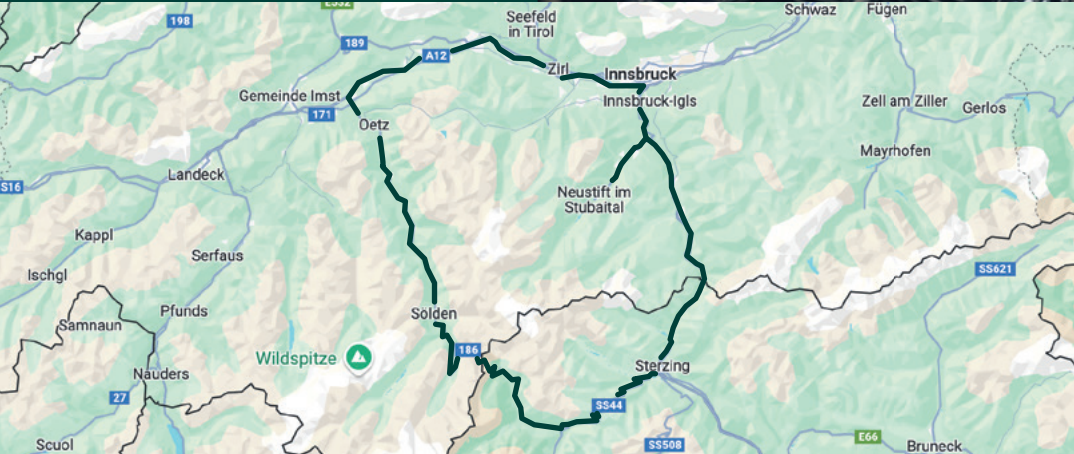 E532
Schwaz
Fügen
198
Seefeld
in Tirol
189
A12
Zirl
Innsbruck
Gemeinde Imst
Innsbruck-Igls
Zell am Ziller
Gerlos
171
Oetz
Mayrhofen
Landeck
S16
Neustift im
Stubaital
Kappl
Serfaus
Ischgl
SS621
Pfunds
Sölden
Samnaun
186
Wildspitze
Sterzing
Nauders
27
SS44
E66
Scuol
SS508
Bruneck